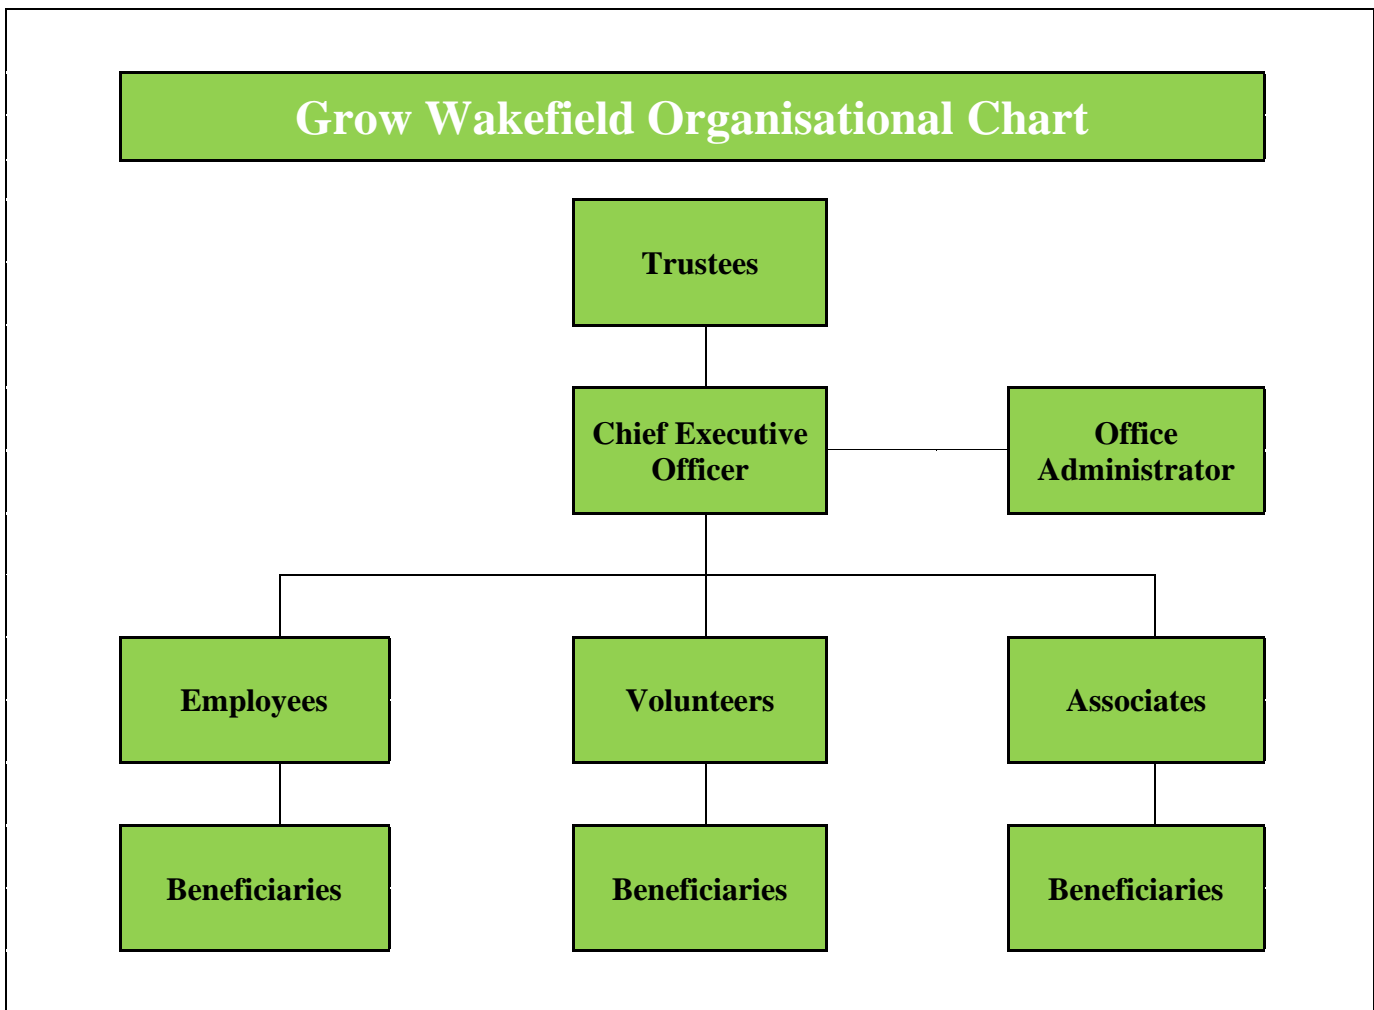 Grow Wakefield Organisational Chart
Trustees
Chief Executive
Officer
Office
Administrator
Employees
Volunteers
Associates
Beneficiaries
Beneficiaries
Beneficiaries